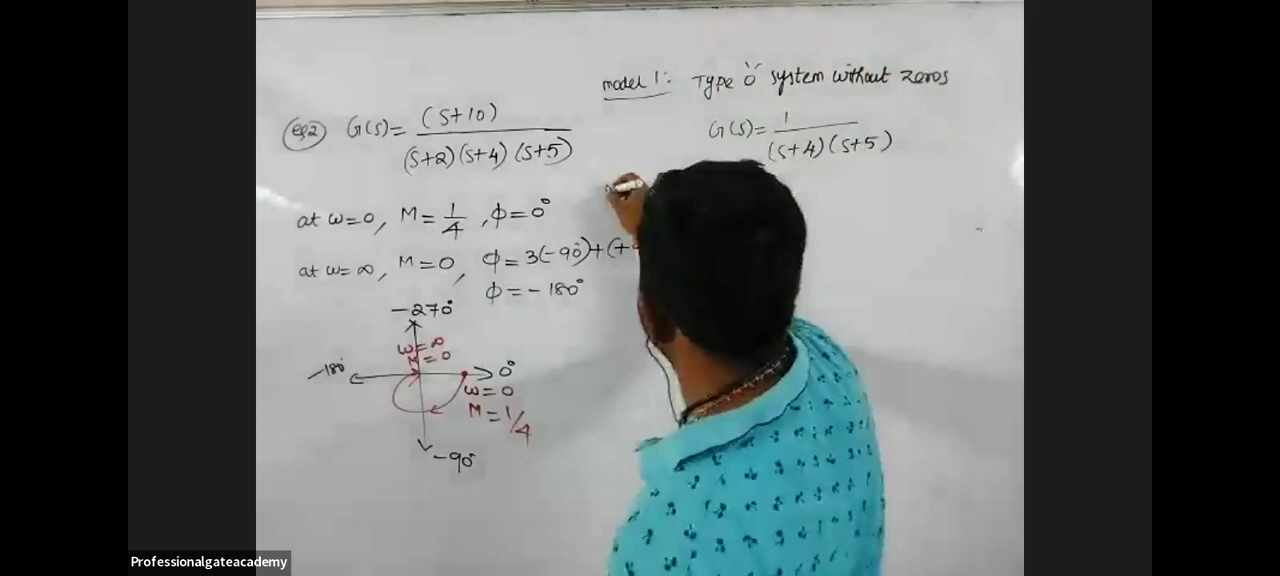 model 1: Type "0" system without zeros
eg2 G(s)= (s+10)
(s+2)(s+4)(s+5)
G(s)= 1
(s+4)(s+5)
at ω=0, M=1/4, φ=0°
at ω=∞, M=0, φ=3(-90°)+(+
φ=-180°
-270°
ω=∞
M=0
-180°
0°
ω=0
M=1/4
-90°
Professionalgateacademy